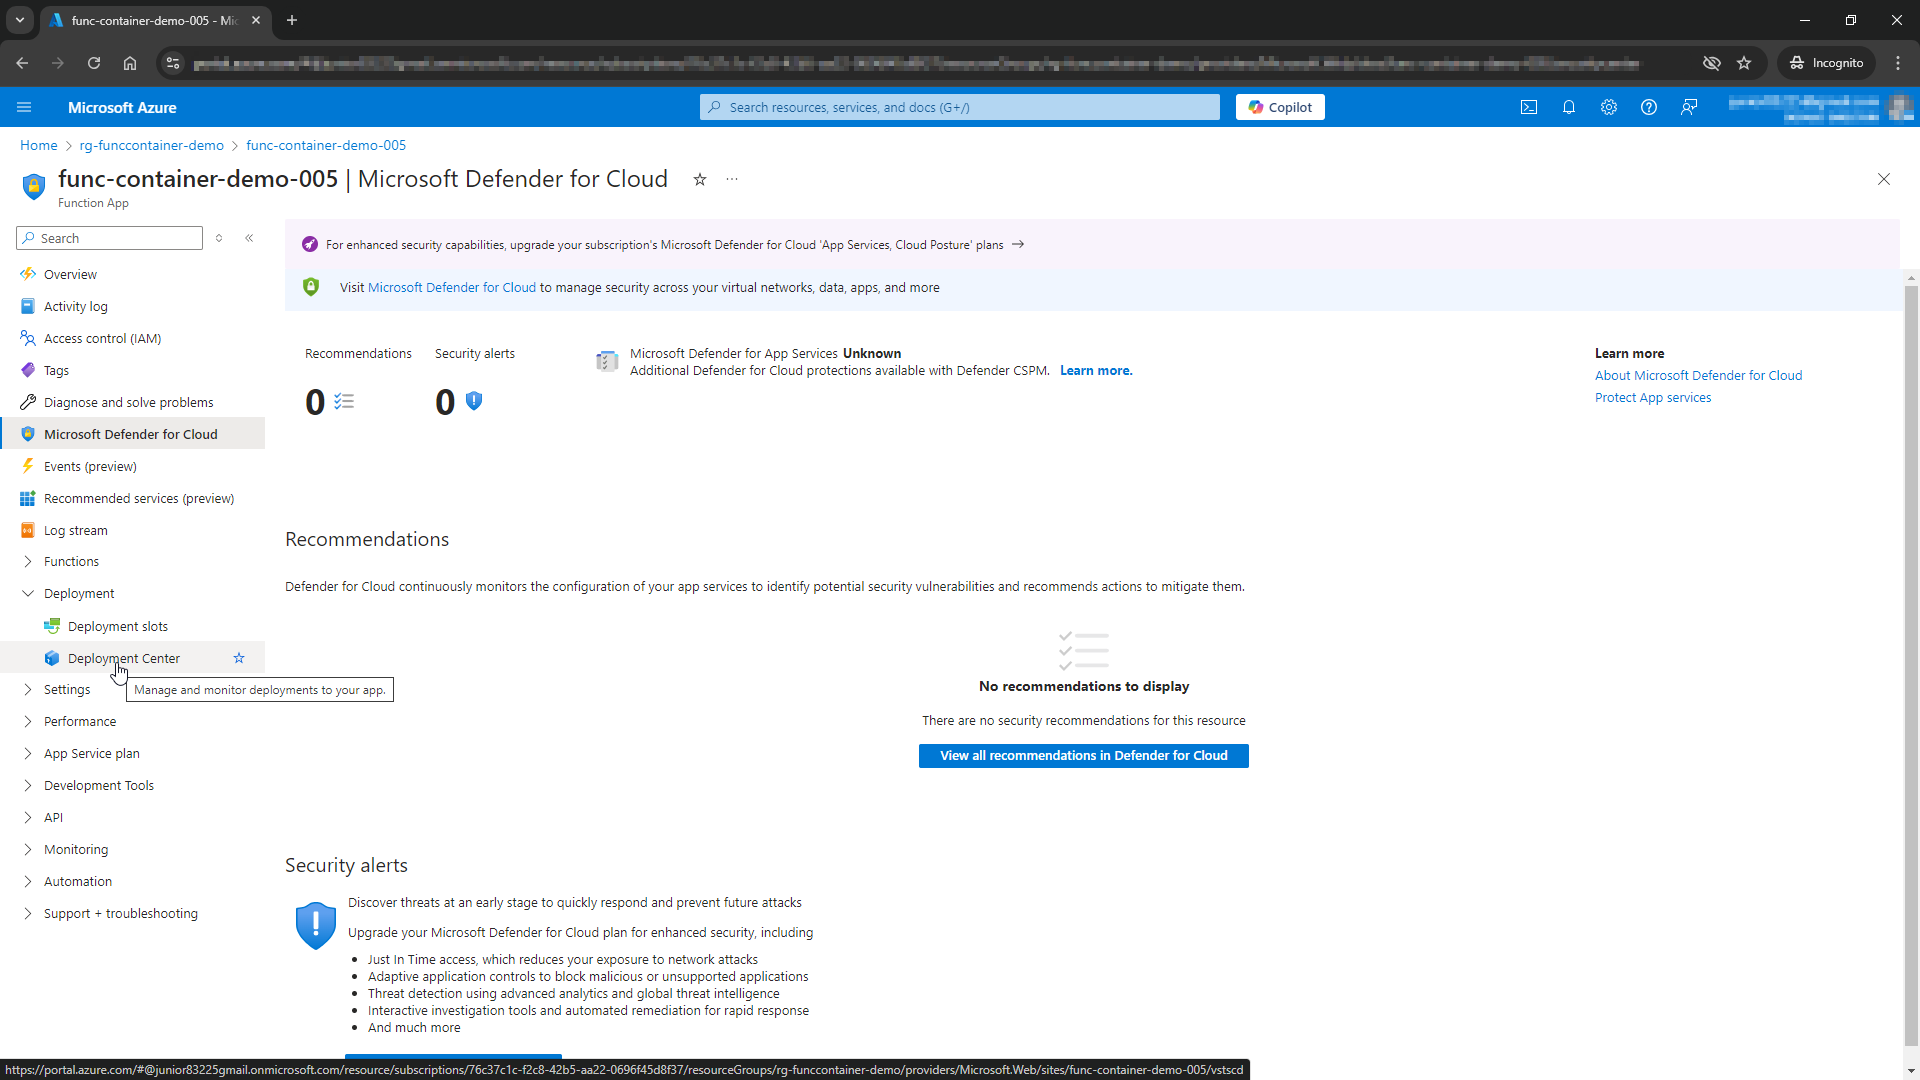 func-container-demo-005 - Mic
Incognito
Microsoft Azure
Search resources, services, and docs (G+/)
Copilot
Home > rg-funccontainer-demo > func-container-demo-005
func-container-demo-005 | Microsoft Defender for Cloud
Function App
Search
Overview
Activity log
Access control (IAM)
Tags
Diagnose and solve problems
Microsoft Defender for Cloud
Events (preview)
Recommended services (preview)
Log stream
Functions
Deployment
Deployment slots
Deployment Center
Manage and monitor deployments to your app.
Settings
Performance
App Service plan
Development Tools
API
Monitoring
Automation
Support + troubleshooting
For enhanced security capabilities, upgrade your subscription's Microsoft Defender for Cloud 'App Services, Cloud Posture' plans
Visit Microsoft Defender for Cloud to manage security across your virtual networks, data, apps, and more
Recommendations
0
Security alerts
0
Microsoft Defender for App Services Unknown
Additional Defender for Cloud protections available with Defender CSPM. Learn more.
Learn more
About Microsoft Defender for Cloud
Protect App services
Recommendations
Defender for Cloud continuously monitors the configuration of your app services to identify potential security vulnerabilities and recommends actions to mitigate them.
No recommendations to display
There are no security recommendations for this resource
View all recommendations in Defender for Cloud
Security alerts
Discover threats at an early stage to quickly respond and prevent future attacks
Upgrade your Microsoft Defender for Cloud plan for enhanced security, including
• Just In Time access, which reduces your exposure to network attacks
• Adaptive application controls to block malicious or unsupported applications
• Threat detection using advanced analytics and global threat intelligence
• Interactive investigation tools and automated remediation for rapid response
• And much more
https://portal.azure.com/#@junior83225gmail.onmicrosoft.com/resource/subscriptions/76c37c1c-f2c8-42b5-aa22-0696f45d8f37/resourceGroups/rg-funccontainer-demo/providers/Microsoft.Web/sites/func-container-demo-005/vstscd